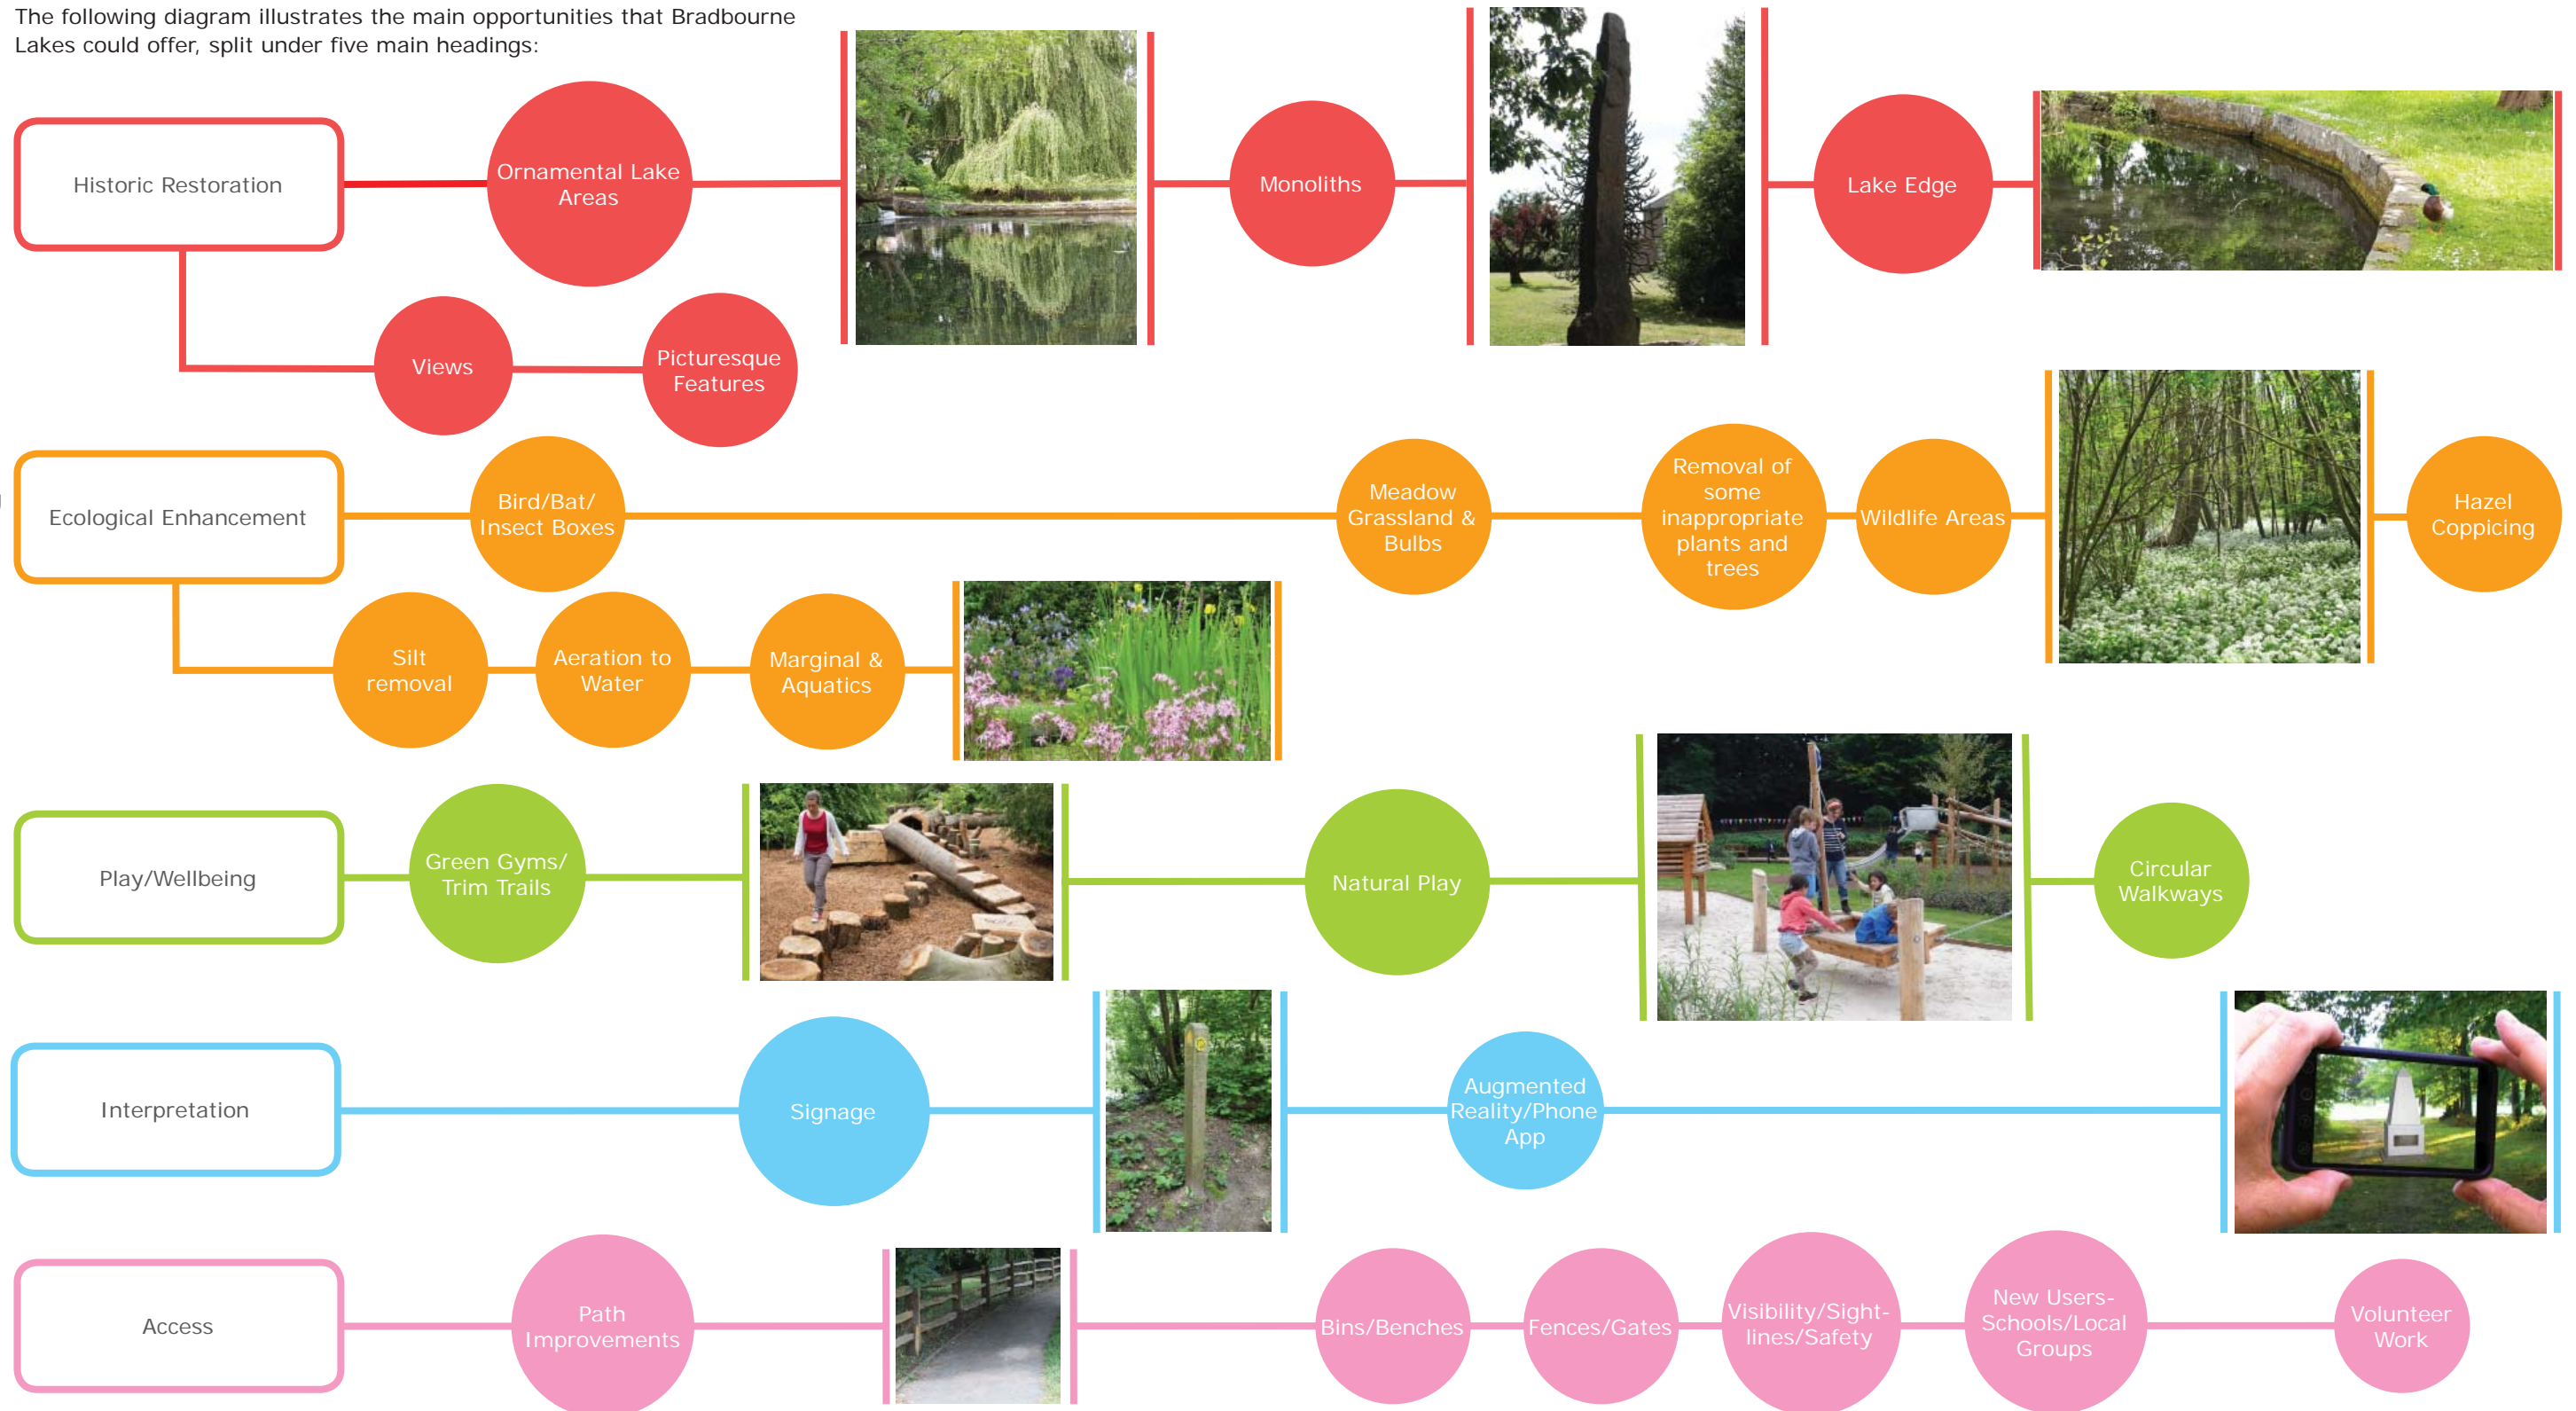 The following diagram illustrates the main opportunities that Bradbourne
Lakes could offer, split under five main headings:
Historic Restoration
Ornamental Lake
Areas
Monoliths
Lake Edge
Views
Picturesque
Features
Ecological Enhancement
Bird/Bat/
Insect Boxes
Meadow
Grassland &
Bulbs
Removal of
some
inappropriate
plants and
trees
Wildlife Areas
Hazel
Coppicing
Silt
removal
Aeration to
Water
Marginal &
Aquatics
Play/Wellbeing
Green Gyms/
Trim Trails
Natural Play
Circular
Walkways
Interpretation
Signage
Augmented
Reality/Phone
App
Access
Path
Improvements
Bins/Benches
Fences/Gates
Visibility/Sight-
lines/Safety
New Users-
Schools/Local
Groups
Volunteer
Work